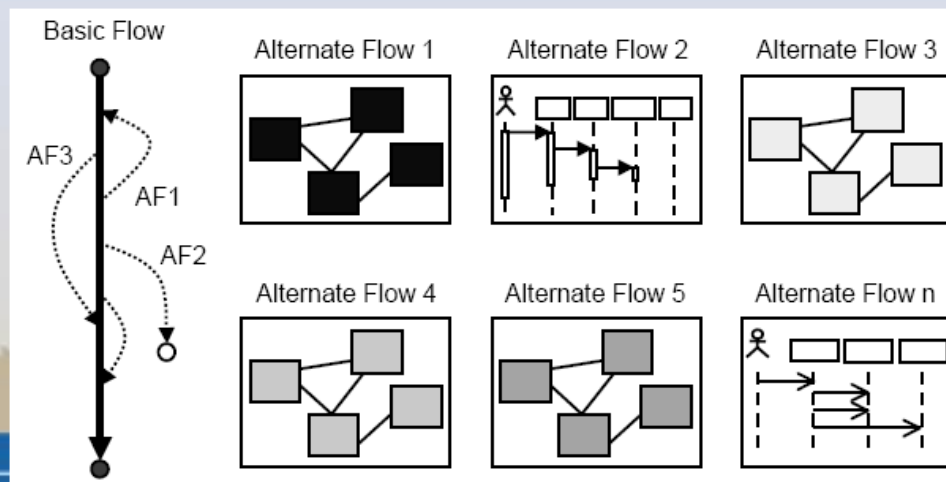 Basic Flow
AF3
AF1
AF2
Alternate Flow 1
Alternate Flow 2
Alternate Flow 3
Alternate Flow 4
Alternate Flow 5
Alternate Flow n